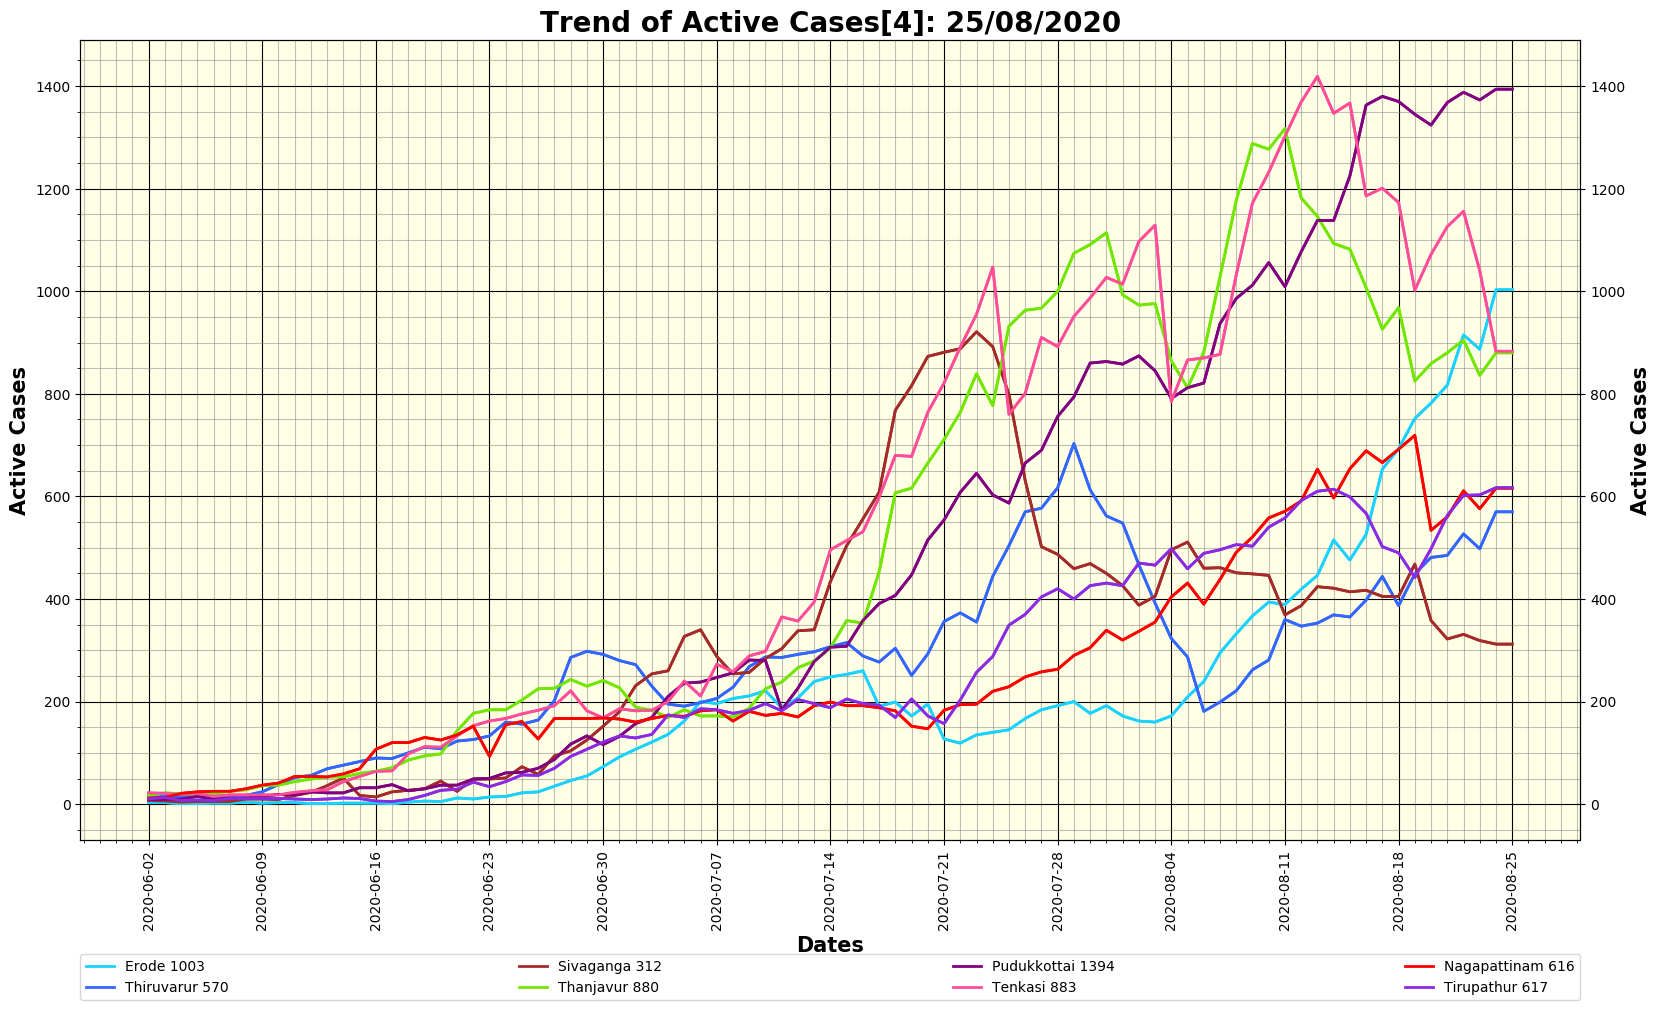 Trend of Active Cases[4]: 25/08/2020
1400
1200
1000
800
600
400
200
0
Active Cases
1400
1200
1000
800
600
400
200
0
Active Cases
2020-06-02
2020-06-09
2020-06-16
2020-06-23
2020-06-30
2020-07-07
2020-07-14
2020-07-21
2020-07-28
2020-08-04
2020-08-11
2020-08-18
2020-08-25
Dates
Erode 1003
Thiruvarur 570
Sivaganga 312
Thanjavur 880
Pudukkottai 1394
Tenkasi 883
Nagapattinam 616
Tirupathur 617